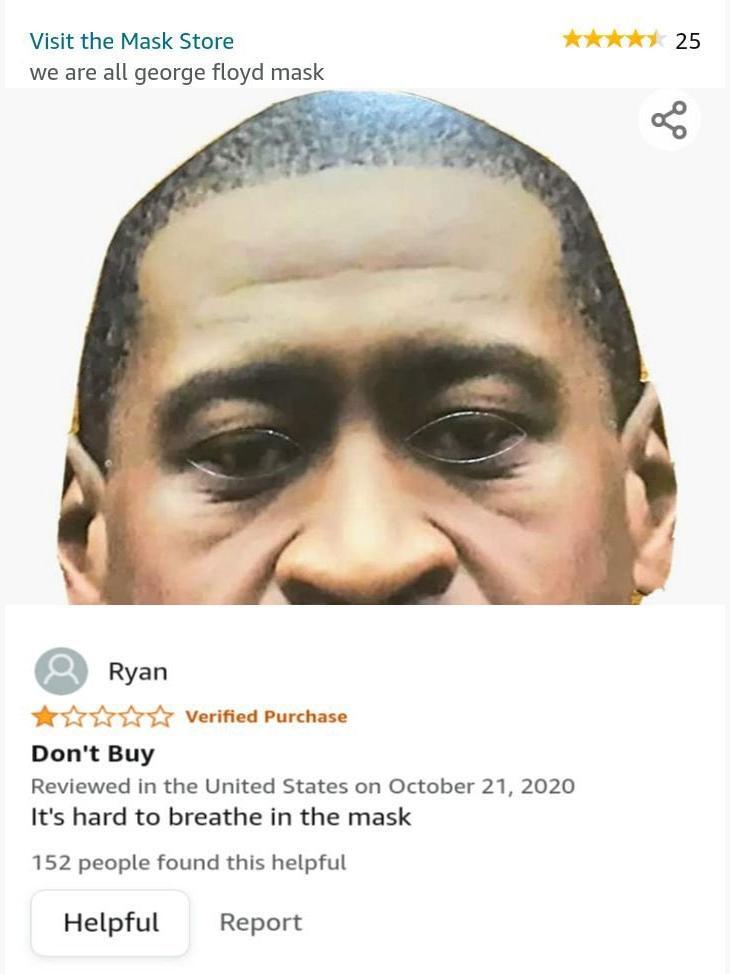 Visit the Mask Store
25
we are all george floyd mask
Ryan
Verified Purchase
Don't Buy
Reviewed in the United States on October 21, 2020
It's hard to breathe in the mask
152 people found this helpful
Helpful Report